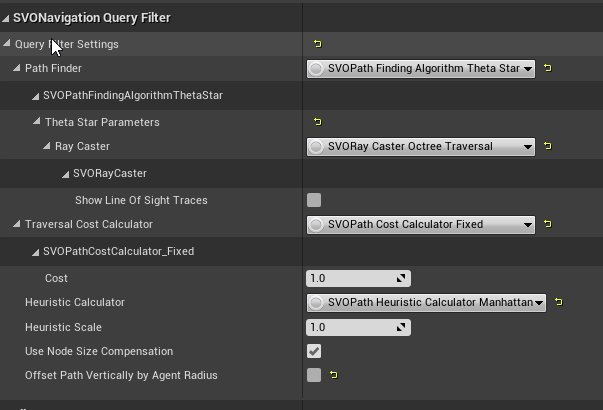 SVONavigation Query Filter
Query Filter Settings
Path Finder SVOPath Finding Algorithm Theta Star
SVOPathFindingAlgorithmThetaStar
Theta Star Parameters
Ray Caster SVORay Caster Octree Traversal
SVORayCaster
Show Line Of Sight Traces
Traversal Cost Calculator SVOPath Cost Calculator Fixed
SVOPathCostCalculator_Fixed
Cost 1.0
Heuristic Calculator SVOPath Heuristic Calculator Manhattan
Heuristic Scale 1.0
Use Node Size Compensation
Offset Path Vertically by Agent Radius